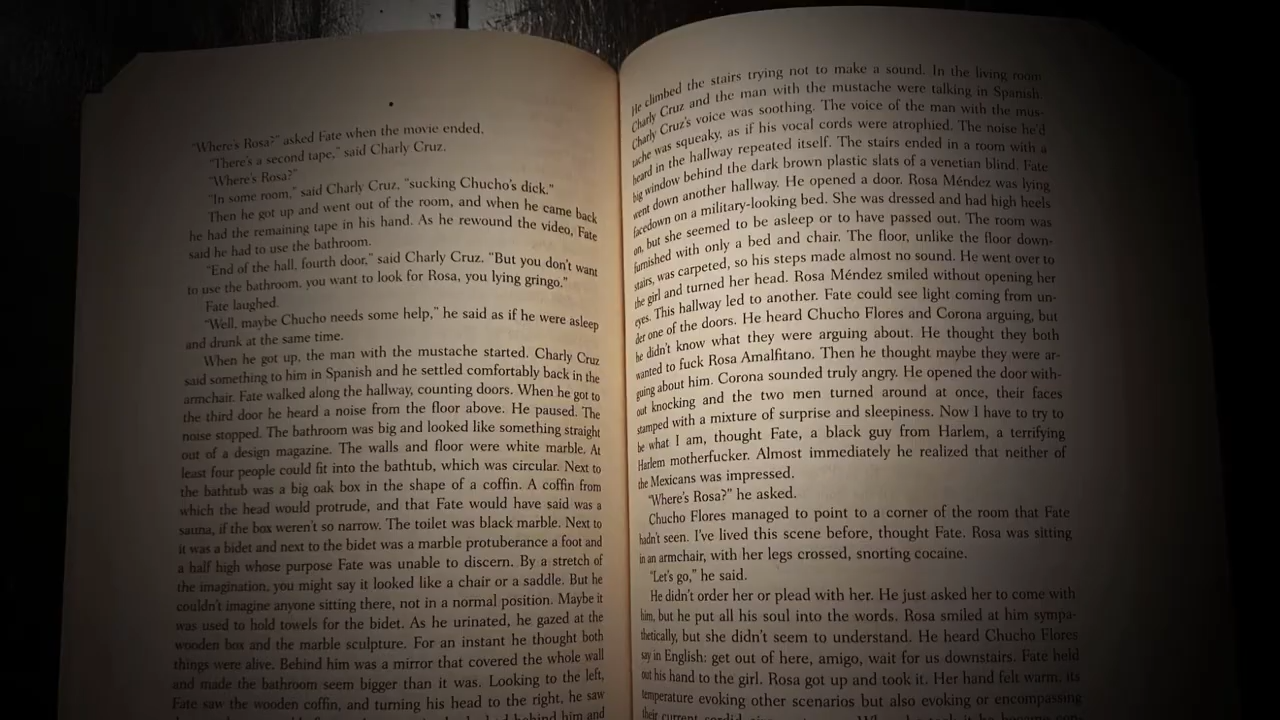 "Where's Rosa?" asked Fate when the movie ended.
"There's a second tape," said Charly Cruz.
"Where's Rosa?"
"In some room," said Charly Cruz, "sucking Chucho's dick."
Then he got up and went out of the room, and when he came back
he had the remaining tape in his hand. As he rewound the video, Fate
said he had to use the bathroom.
"End of the hall, fourth door," said Charly Cruz. "But you don't want
to use the bathroom, you want to look for Rosa, you lying gringo."
Fate laughed.
"Well, maybe Chucho needs some help," he said as if he were asleep
and drunk at the same time.
When he got up, the man with the mustache started. Charly Cruz
said something to him in Spanish and he settled comfortably back in the
armchair. Fate walked along the hallway, counting doors. When he got to
the third door he heard a noise from the floor above. He paused. The
noise stopped. The bathroom was big and looked like something straight
out of a design magazine. The walls and floor were white marble. At
least four people could fit into the bathtub, which was circular. Next to
the bathtub was a big oak box in the shape of a coffin. A coffin from
which the head would protrude, and that Fate would have said was a
sauna, if the box weren't so narrow. The toilet was black marble. Next to
it was a bidet and next to the bidet was a marble protuberance a foot and
a half high whose purpose Fate was unable to discern. By a stretch of
the imagination, you might say it looked like a chair or a saddle. But he
couldn't imagine anyone sitting there, not in a normal position. Maybe it
was used to hold towels for the bidet. As he urinated, he gazed at the
wooden box and the marble sculpture. For an instant he thought both
things were alive. Behind him was a mirror that covered the whole wall
and made the bathroom seem bigger than it was. Looking to the left,
Fate saw the wooden coffin, and turning his head to the right, he saw
behind him and
He climbed the stairs trying not to make a sound. In the living room
Charly Cruz and the man with the mustache were talking in Spanish.
Charly Cruz's voice was soothing. The voice of the man with the mus-
tache was squeaky, as if his vocal cords were atrophied. The noise he'd
heard in the hallway repeated itself. The stairs ended in a room with a
big window behind the dark brown plastic slats of a venetian blind. Fate
went down another hallway. He opened a door. Rosa Méndez was lying
facedown on a military-looking bed. She was dressed and had high heels
on, but she seemed to be asleep or to have passed out. The room was
furnished with only a bed and chair. The floor, unlike the floor down-
stairs, was carpeted, so his steps made almost no sound. He went over to
the girl and turned her head. Rosa Méndez smiled without opening her
eyes. This hallway led to another. Fate could see light coming from un-
der one of the doors. He heard Chucho Flores and Corona arguing, but
he didn't know what they were arguing about. He thought they both
wanted to fuck Rosa Amalfitano. Then he thought maybe they were ar-
guing about him. Corona sounded truly angry. He opened the door with-
out knocking and the two men turned around at once, their faces
stamped with a mixture of surprise and sleepiness. Now I have to try to
be what I am, thought Fate, a black guy from Harlem, a terrifying
Harlem motherfucker. Almost immediately he realized that neither of
the Mexicans was impressed.
"Where's Rosa?" he asked.
Chucho Flores managed to point to a corner of the room that Fate
hadn't seen. I've lived this scene before, thought Fate. Rosa was sitting
in an armchair, with her legs crossed, snorting cocaine.
"Let's go," he said.
He didn't order her or plead with her. He just asked her to come with
him, but he put all his soul into the words. Rosa smiled at him sympa-
thetically, but she didn't seem to understand. He heard Chucho Flores
say in English: get out of here, amigo, wait for us downstairs. Fate held
out his hand to the girl. Rosa got up and took it. Her hand felt warm, its
temperature evoking other scenarios but also evoking or encompassing
their current